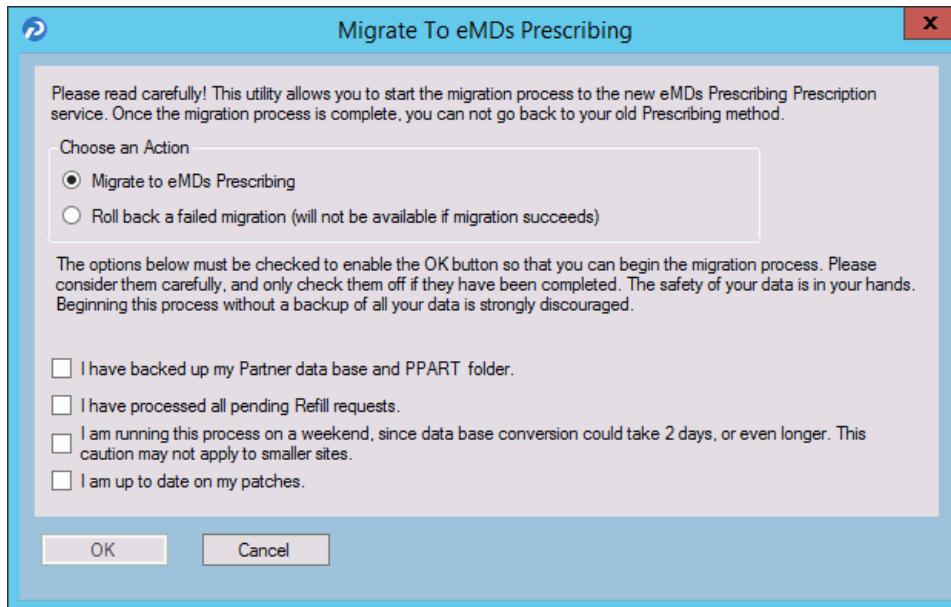 Migrate To eMDs Prescribing
x
Please read carefully! This utility allows you to start the migration process to the new eMDs Prescribing Prescription
service. Once the migration process is complete, you can not go back to your old Prescribing method.
Choose an Action
Migrate to eMDs Prescribing
Roll back a failed migration (will not be available if migration succeeds)
The options below must be checked to enable the OK button so that you can begin the migration process. Please
consider them carefully, and only check them off if they have been completed. The safety of your data is in your hands.
Beginning this process without a backup of all your data is strongly discouraged.
I have backed up my Partner data base and PPART folder.
I have processed all pending Refill requests.
I am running this process on a weekend, since data base conversion could take 2 days, or even longer. This
caution may not apply to smaller sites.
I am up to date on my patches.
OK
Cancel